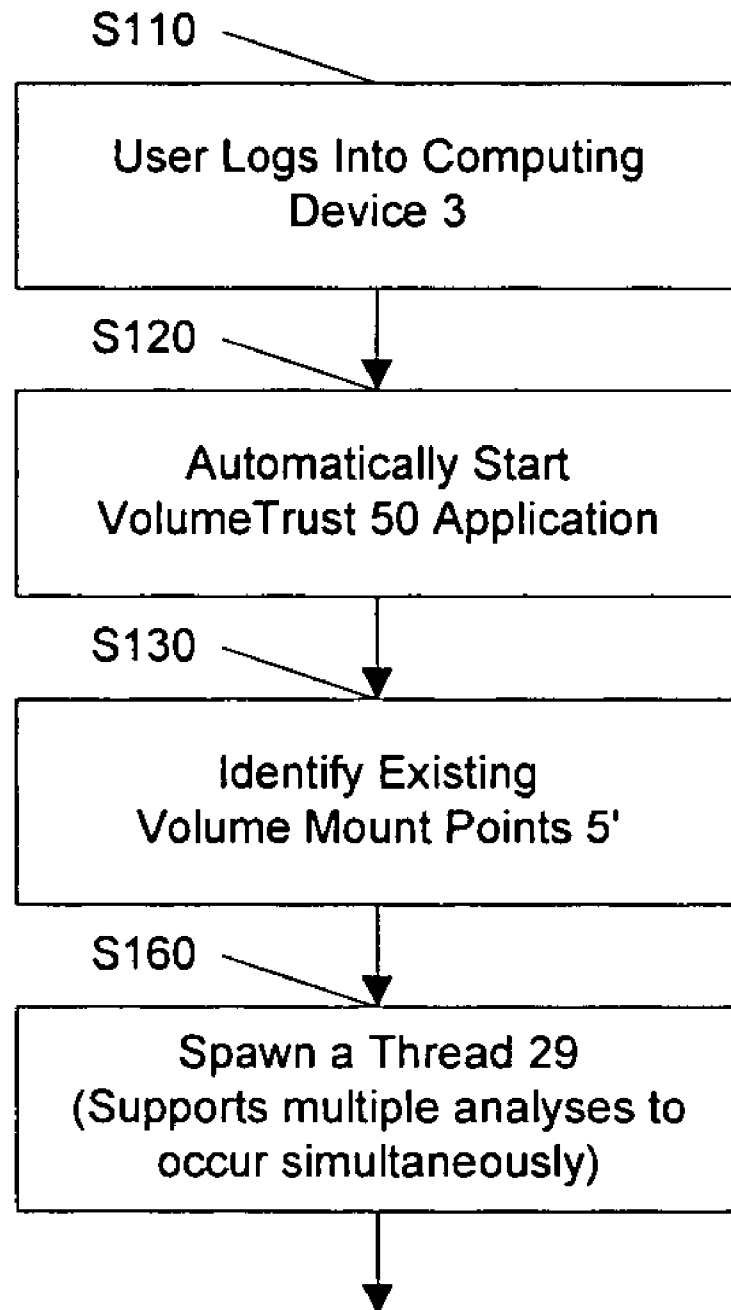 S110
User Logs Into Computing
Device 3
S120
Automatically Start
VolumeTrust 50 Application
S130
Identify Existing
Volume Mount Points 5'
S160
Spawn a Thread 29
(Supports multiple analyses to
occur simultaneously)